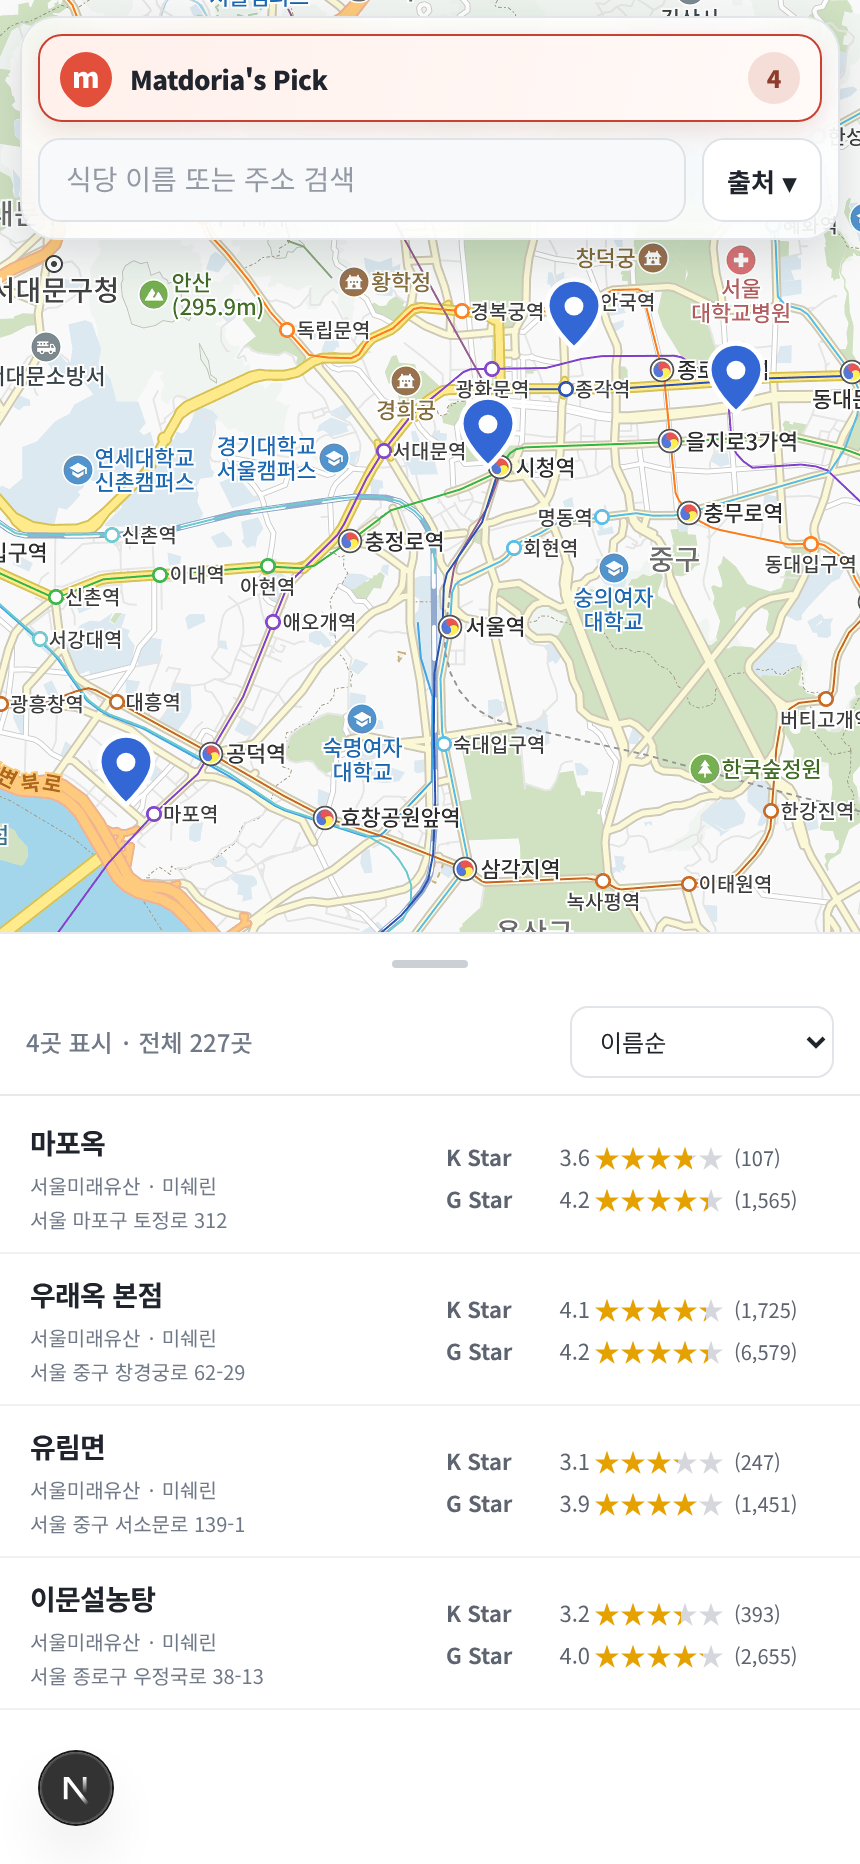 m Matdoria's Pick 4
식당 이름 또는 주소 검색
출처 ▾
서대문구청
안산
(295.9m)
황학정
창덕궁
서울
대학교병원
독립문역
경복궁역
안국역
대문소방서
경희궁
광화문역
종각역
연세대학교
신촌캠퍼스
경기대학교
서울캠퍼스
서대문역
시청역
을지로3가역
신촌역
충정로역
명동역
충무로역
입구역
이대역
아현역
회현역
중구
동대입구역
신촌역
숭의여자
대학교
서강대역
애오개역
서울역
광흥창역
대흥역
버티고개역
공덕역
숙명여자
대학교
숙대입구역
한국숲정원
변북로
마포역
효창공원앞역
한강진역
삼각지역
녹사평역
이태원역
용산구
4곳 표시 · 전체 227곳
이름순
마포옥
서울미래유산 · 미쉐린
서울 마포구 토정로 312
K Star 3.6 ★★★★★ (107)
G Star 4.2 ★★★★★ (1,565)
우래옥 본점
서울미래유산 · 미쉐린
서울 중구 창경궁로 62-29
K Star 4.1 ★★★★★ (1,725)
G Star 4.2 ★★★★★ (6,579)
유림면
서울미래유산 · 미쉐린
서울 중구 서소문로 139-1
K Star 3.1 ★★★★★ (247)
G Star 3.9 ★★★★★ (1,451)
이문설농탕
서울미래유산 · 미쉐린
서울 종로구 우정국로 38-13
K Star 3.2 ★★★★★ (393)
G Star 4.0 ★★★★★ (2,655)
N